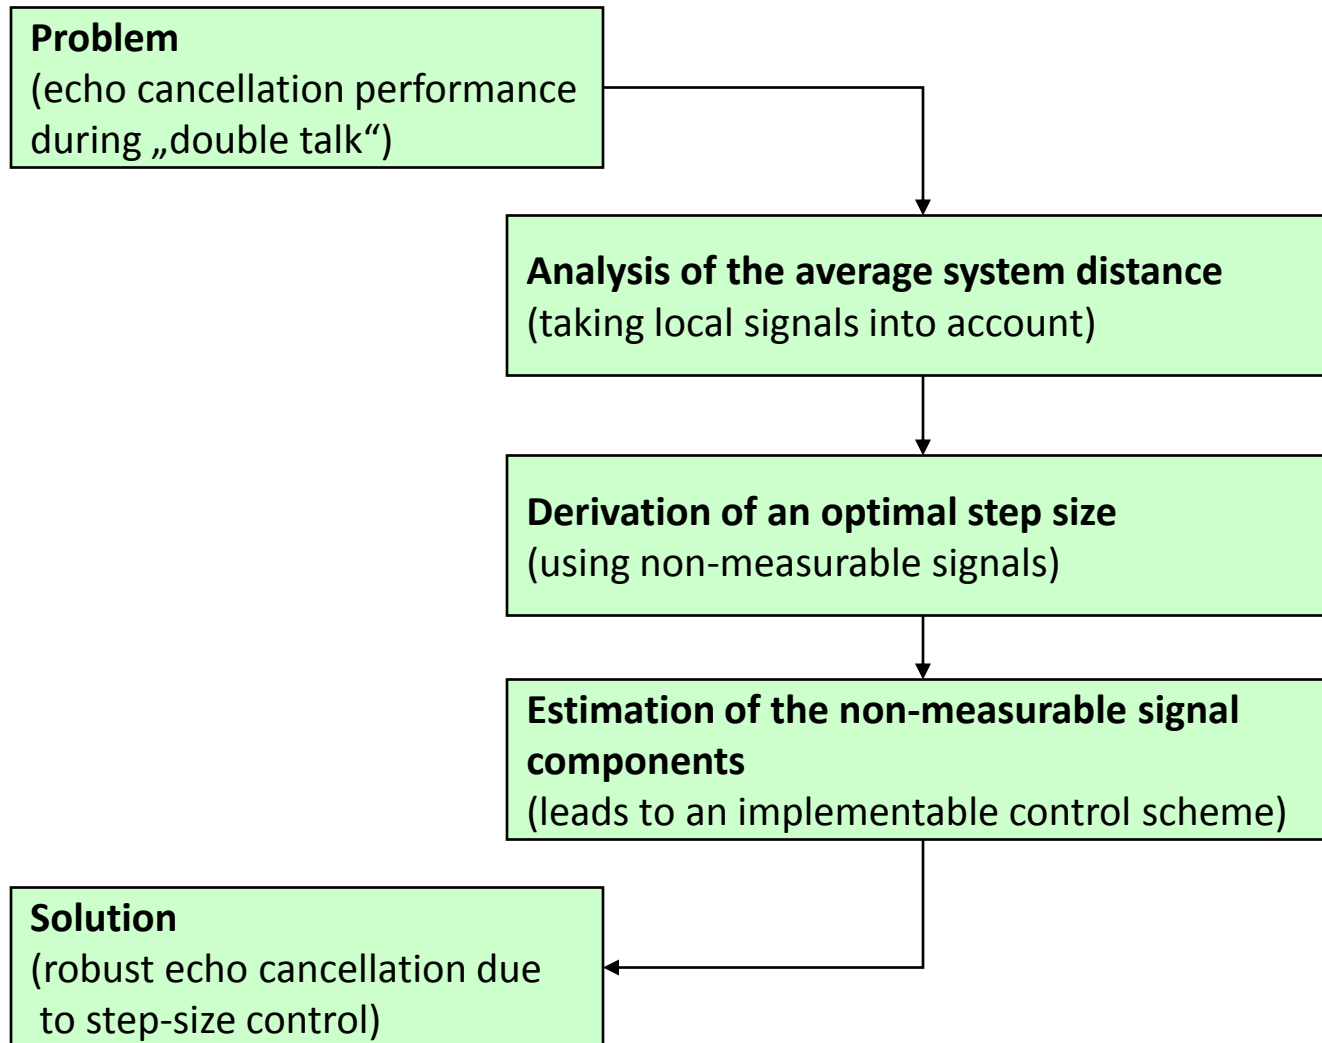 Problem
(echo cancellation performance
during „double talk“)
Analysis of the average system distance
(taking local signals into account)
Derivation of an optimal step size
(using non-measurable signals)
Estimation of the non-measurable signal
components
(leads to an implementable control scheme)
Solution
(robust echo cancellation due
to step-size control)